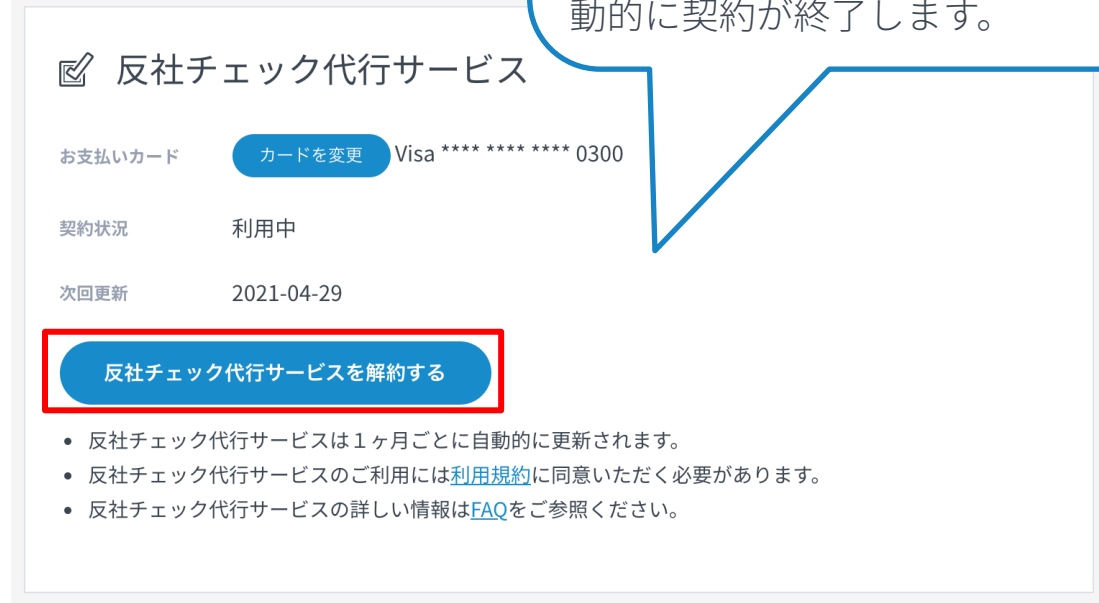 動的に契約が終了します。
反社チェック代行サービス
お支払いカード カードを変更 Visa **** **** **** 0300
契約状況 利用中
次回更新 2021-04-29
反社チェック代行サービスを解約する
• 反社チェック代行サービスは１ヶ月ごとに自動的に更新されます。
• 反社チェック代行サービスのご利用には利用規約に同意いただく必要があります。
• 反社チェック代行サービスの詳しい情報はFAQをご参照ください。